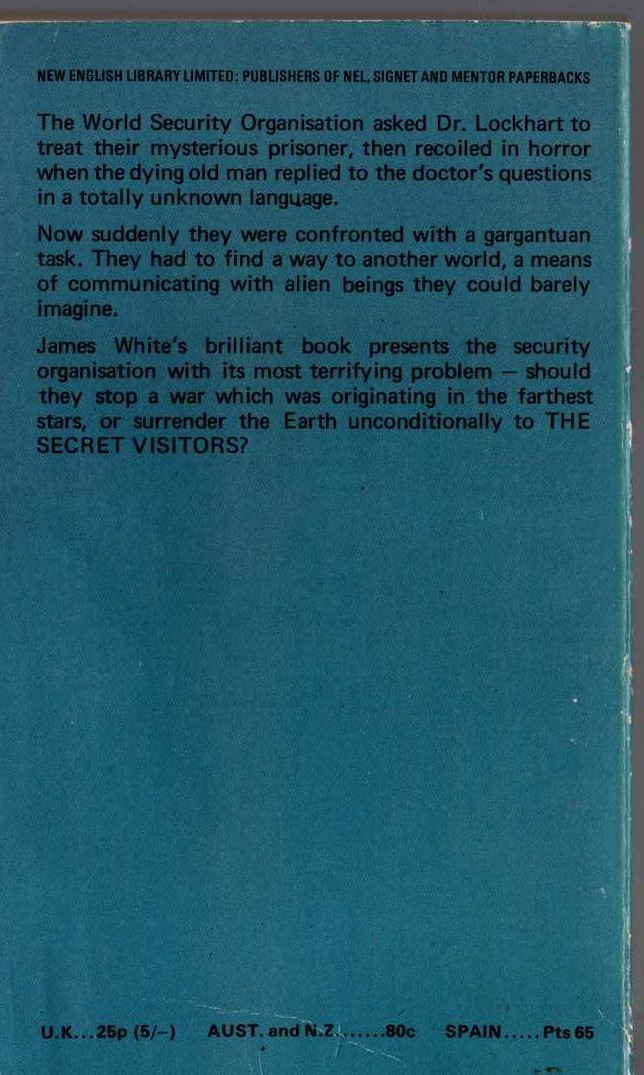 NEW ENGLISH LIBRARY LIMITED: PUBLISHERS OF NEL, SIGNET AND MENTOR PAPERBACKS
The World Security Organisation asked Dr. Lockhart to
treat their mysterious prisoner, then recoiled in horror
when the dying old man replied to the doctor's questions
in a totally unknown language.
Now suddenly they were confronted with a gargantuan
task. They had to find a way to another world, a means
of communicating with alien beings they could barely
imagine.
James White's brilliant book presents the security
organisation with its most terrifying problem — should
they stop a war which was originating in the farthest
stars, or surrender the Earth unconditionally to THE
SECRET VISITORS?
U.K...25p (5/–) AUST. and N.Z.......80c SPAIN.....Pts 65